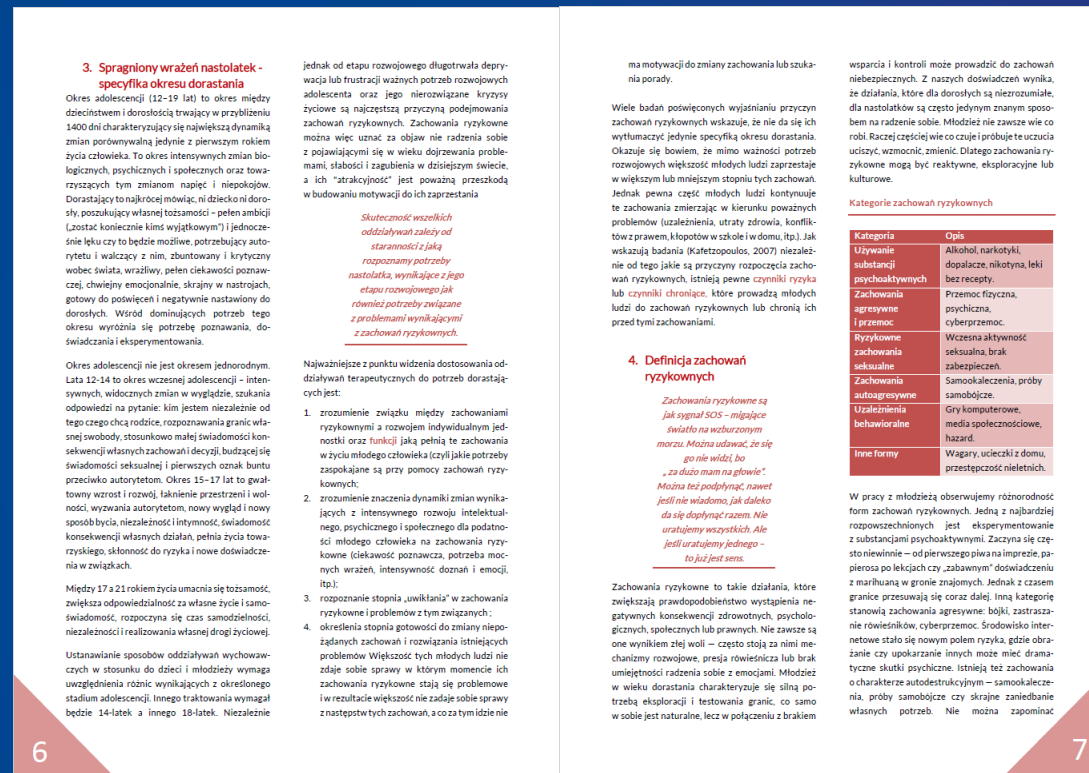 3. Spragniony wrażeń nastolatek -
specyfika okresu dorastania
Okres adolescencji (12–19 lat) to okres między
dzieciństwem i dorosłością trwający w przybliżeniu
1400 dni charakteryzujący się największą dynamiką
zmian porównywalną jedynie z pierwszym rokiem
życia człowieka. To okres intensywnych zmian bio-
logicznych, psychicznych i społecznych oraz towa-
rzyszących tym zmianom napięć i niepokojów.
Dorastający to najkrócej mówiąc, ni dziecko ni doro-
sły, poszukujący własnej tożsamości – pełen ambicji
(„zostać koniecznie kimś wyjątkowym”) i jednocze-
śnie lęku czy to będzie możliwe, potrzebujący auto-
rytetu i walczący z nim, zbuntowany i krytyczny
wobec świata, wrażliwy, pełen ciekawości poznaw-
czej, chwiejny emocjonalnie, skrajny w nastrojach,
gotowy do poświęceń i negatywnie nastawiony do
dorosłych. Wśród dominujących potrzeb tego
okresu wyróżnia się potrzebę poznawania, do-
świadczania i eksperymentowania.
Okres adolescencji nie jest okresem jednorodnym.
Lata 12-14 to okres wczesnej adolescencji – inten-
sywnych, widocznych zmian w wyglądzie, szukania
odpowiedzi na pytanie: kim jestem niezależnie od
tego czego chcą rodzice, rozpoznawania granic wła-
snej swobody, stosunkowo małej świadomości kon-
sekwencji własnych zachowań i decyzji, budzącej się
świadomości seksualnej i pierwszych oznak buntu
przeciwko autorytetom. Okres 15–17 lat to gwał-
towny wzrost i rozwój, łaknienie przestrzeni i wol-
ności, wyzwania autorytetom, nowy wygląd i nowy
sposób bycia, niezależność i intymność, świadomość
konsekwencji własnych działań, pełnia życia towa-
rzyskiego, skłonność do ryzyka i nowe doświadcze-
nia w związkach.
Między 17 a 21 rokiem życia umacnia się tożsamość,
zwiększa odpowiedzialność za własne życie i samo-
świadomość, rozpoczyna się czas samodzielności,
niezależności i realizowania własnej drogi życiowej.
Ustanawianie sposobów oddziaływań wychowaw-
czych w stosunku do dzieci i młodzieży wymaga
uwzględnienia różnic wynikających z określonego
stadium adolescencji. Innego traktowania wymagał
będzie 14-latek a innego 18-latek. Niezależnie
jednak od etapu rozwojowego długotrwała depry-
wacja lub frustracji ważnych potrzeb rozwojowych
adolescenta oraz jego nierozwiązane kryzysy
życiowe są najczęstszą przyczyną podejmowania
zachowań ryzykownych. Zachowania ryzykowne
można więc uznać za objaw nie radzenia sobie
z pojawiającymi się w wieku dojrzewania proble-
mami, słabości i zagubienia w dzisiejszym świecie,
a ich “atrakcyjność” jest poważną przeszkodą
w budowaniu motywacji do ich zaprzestania
Skuteczność wszelkich
oddziaływań zależy od
staranności z jaką
rozpoznamy potrzeby
nastolatka, wynikające z jego
etapu rozwojowego jak
również potrzeby związane
z problemami wynikającymi
z zachowań ryzykownych.
Najważniejsze z punktu widzenia dostosowania od-
działywań terapeutycznych do potrzeb dorastają-
cych jest:
1. zrozumienie związku między zachowaniami
ryzykownymi a rozwojem indywidualnym jed-
nostki oraz funkcji jaką pełnią te zachowania
w życiu młodego człowieka (czyli jakie potrzeby
zaspokajane są przy pomocy zachowań ryzy-
kownych;
2. zrozumienie znaczenia dynamiki zmian wynika-
jących z intensywnego rozwoju intelektual-
nego, psychicznego i społecznego dla podatno-
ści młodego człowieka na zachowania ryzy-
kowne (ciekawość poznawcza, potrzeba moc-
nych wrażeń, intensywność doznań i emocji,
itp.);
3. rozpoznanie stopnia „uwikłania” w zachowania
ryzykowne i problemów z tym związanych ;
4. określenia stopnia gotowości do zmiany niepo-
żądanych zachowań i rozwiązania istniejących
problemów Większość tych młodych ludzi nie
zdaje sobie sprawy w którym momencie ich
zachowania ryzykowne stają się problemowe
i w rezultacie większość nie zadaje sobie sprawy
z następstw tych zachowań, a co za tym idzie nie
6
ma motywacji do zmiany zachowania lub szuka-
nia porady.
Wiele badań poświęconych wyjaśnianiu przyczyn
zachowań ryzykownych wskazuje, że nie da się ich
wytłumaczyć jedynie specyfiką okresu dorastania.
Okazuje się bowiem, że mimo ważności potrzeb
rozwojowych większość młodych ludzi zaprzestaje
w większym lub mniejszym stopniu tych zachowań.
Jednak pewna część młodych ludzi kontynuuje
te zachowania zmierzając w kierunku poważnych
problemów (uzależnienia, utraty zdrowia, konflik-
tów z prawem, kłopotów w szkole i w domu, itp.). Jak
wskazują badania (Kafetzopoulos, 2007) niezależ-
nie od tego jakie są przyczyny rozpoczęcia zacho-
wań ryzykownych, istnieją pewne czynniki ryzyka
lub czynniki chroniące, które prowadzą młodych
ludzi do zachowań ryzykownych lub chronią ich
przed tymi zachowaniami.
4. Definicja zachowań
ryzykownych
Zachowania ryzykowne są
jak sygnał SOS – migające
światło na wzburzonym
morzu. Można udawać, że się
go nie widzi, bo
„za dużo mam na głowie”.
Można też podpłynąć, nawet
jeśli nie wiadomo, jak daleko
da się dopłynąć razem. Nie
uratujemy wszystkich. Ale
jeśli uratujemy jednego –
to już jest sens.
Zachowania ryzykowne to takie działania, które
zwiększają prawdopodobieństwo wystąpienia ne-
gatywnych konsekwencji zdrowotnych, psycholo-
gicznych, społecznych lub prawnych. Nie zawsze są
one wynikiem złej woli — często stoją za nimi me-
chanizmy rozwojowe, presja rówieśnicza lub brak
umiejętności radzenia sobie z emocjami. Młodzież
w wieku dorastania charakteryzuje się silną po-
trzebą eksploracji i testowania granic, co samo
w sobie jest naturalne, lecz w połączeniu z brakiem
wsparcia i kontroli może prowadzić do zachowań
niebezpiecznych. Z naszych doświadczeń wynika,
że działania, które dla dorosłych są niezrozumiałe,
dla nastolatków są często jedynym znanym sposo-
bem na radzenie sobie. Młodzież nie zawsze wie co
robi. Raczej częściej wie co czuje i próbuje te uczucia
uciszyć, wzmocnić, zmienić. Dlatego zachowania ry-
zykowne mogą być reaktywne, eksploracyjne lub
kulturowe.
Kategorie zachowań ryzykownych
Kategoria Opis
Używanie substancji psychoaktywnych Alkohol, narkotyki, dopalacze, nikotyna, leki bez recepty.
Zachowania agresywne i przemoc Przemoc fizyczna, psychiczna, cyberprzemoc.
Ryzykowne zachowania seksualne Wczesna aktywność seksualna, brak zabezpieczeń.
Zachowania autoagresywne Samookaleczenia, próby samobójcze.
Uzależnienia behawioralne Gry komputerowe, media społecznościowe, hazard.
Inne formy Wagary, ucieczki z domu, przestępczość nieletnich.
W pracy z młodzieżą obserwujemy różnorodność
form zachowań ryzykownych. Jedną z najbardziej
rozpowszechnionych jest eksperymentowanie
z substancjami psychoaktywnymi. Zaczyna się czę-
sto niewinnie — od pierwszego piwa na imprezie, pa-
pierosa po lekcjach czy „zabawnym” doświadczeniu
z marihuaną w gronie znajomych. Jednak z czasem
granice przesuwają się coraz dalej. Inną kategorię
stanowią zachowania agresywne: bójki, zastrasza-
nie rówieśników, cyberprzemoc. Środowisko inter-
netowe stało się nowym polem ryzyka, gdzie obra-
żanie czy upokarzanie innych może mieć drama-
tyczne skutki psychiczne. Istnieją też zachowania
o charakterze autodestrukcyjnym — samookalecze-
nia, próby samobójcze czy skrajne zaniedbanie
własnych potrzeb. Nie można zapominać
7